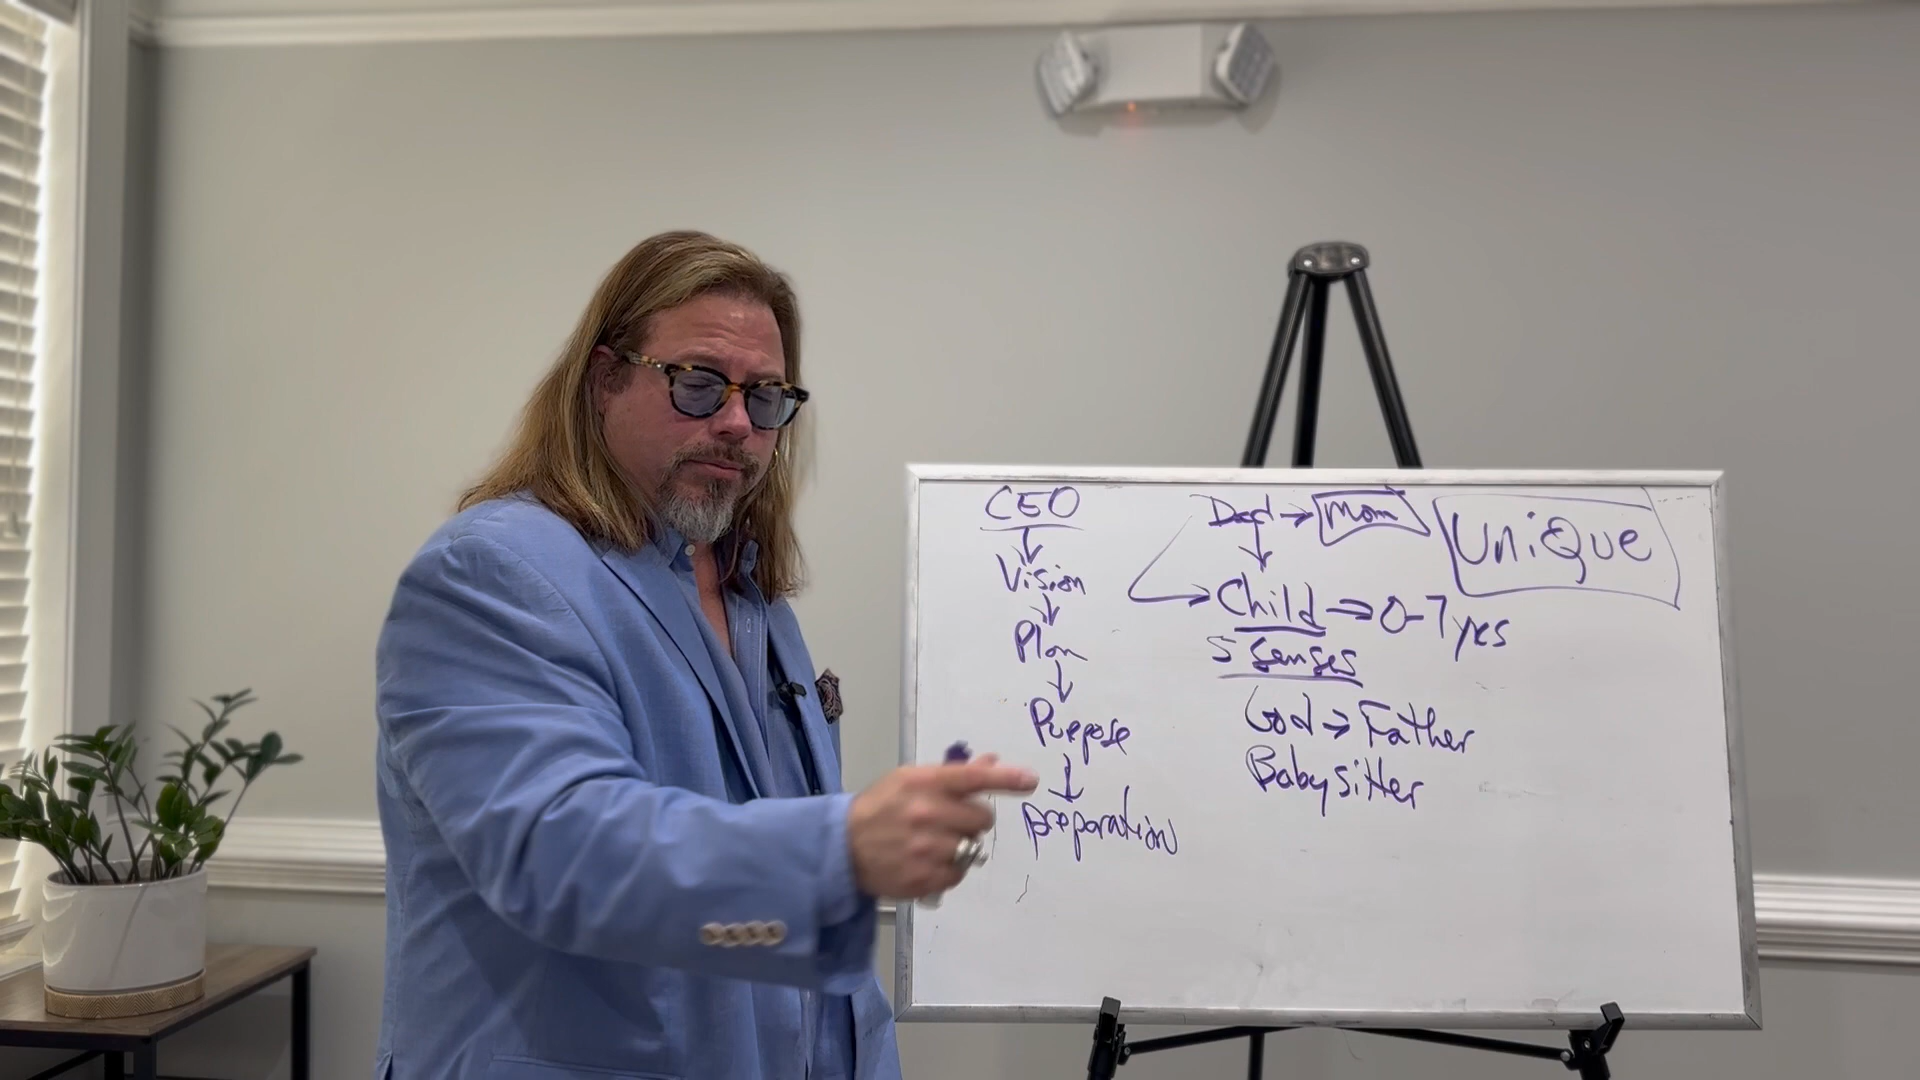 CEO
Vision
Plan
Purpose
preparation
Dad → Mom
Child ⇒ 0-7 yrs
5 Senses
God → Father
Babysitter
UNiQue